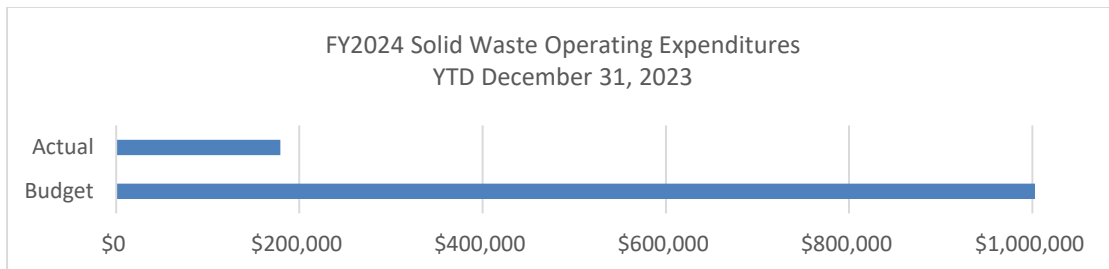 FY2024 Solid Waste Operating Expenditures
YTD December 31, 2023
Actual
Budget
$0 $200,000 $400,000 $600,000 $800,000 $1,000,000